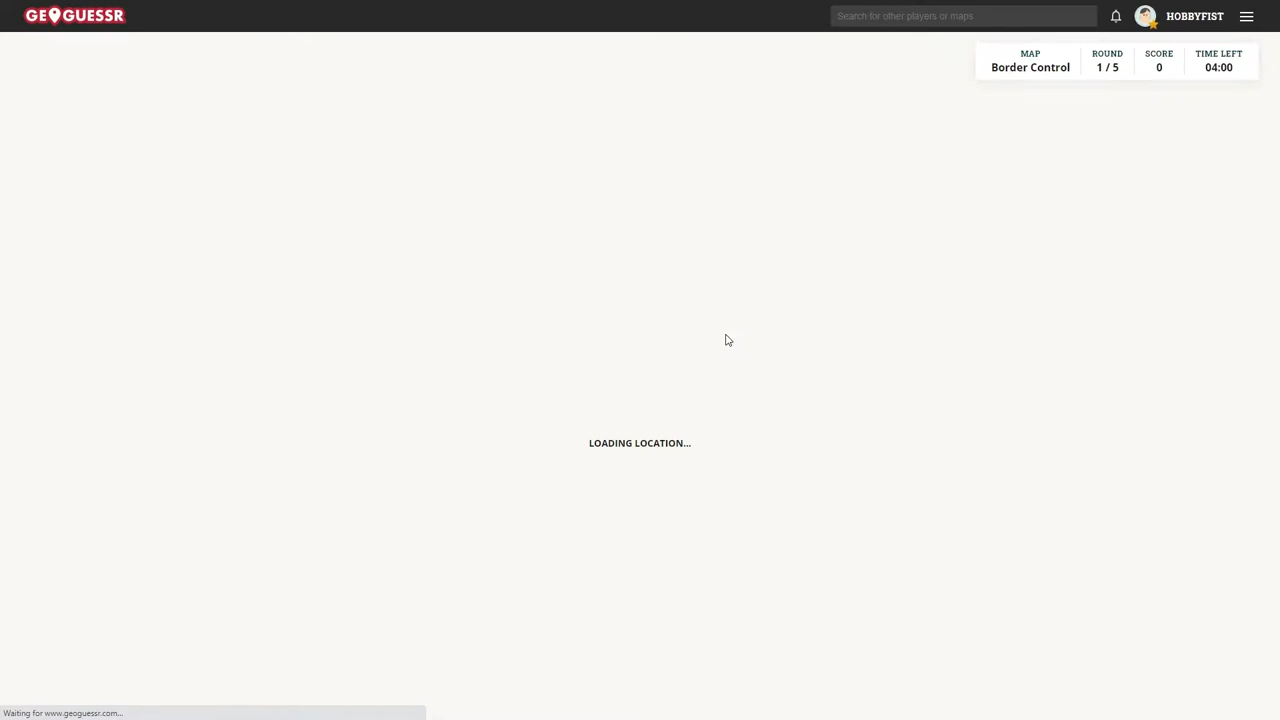 GEOGUESSR
Search for other players or maps
HOBBYFIST
MAP
Border Control
ROUND
1 / 5
SCORE
0
TIME LEFT
04:00
LOADING LOCATION...
Waiting for www.geoguessr.com...